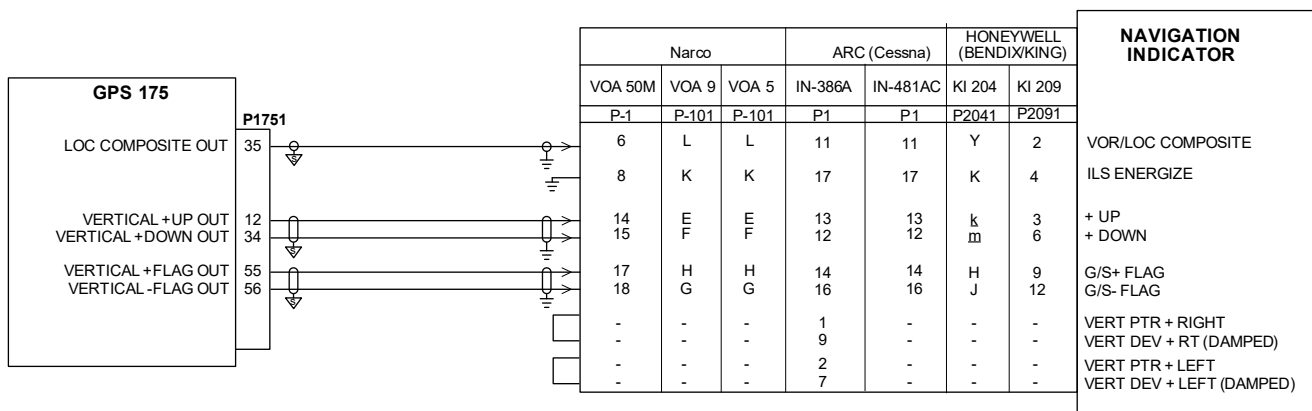 GPS 175
P1751
LOC COMPOSITE OUT 35
VERTICAL +UP OUT 12
VERTICAL +DOWN OUT 34
VERTICAL +FLAG OUT 55
VERTICAL -FLAG OUT 56
S
S
S
Narco ARC (Cessna) HONEYWELL (BENDIX/KING) NAVIGATION INDICATOR
VOA 50M VOA 9 VOA 5 IN-386A IN-481AC KI 204 KI 209
P-1 P-101 P-101 P1 P1 P2041 P2091
6 L L 11 11 Y 2 VOR/LOC COMPOSITE
8 K K 17 17 K 4 ILS ENERGIZE
14 E E 13 13 k 3 + UP
15 F F 12 12 m 6 + DOWN
17 H H 14 14 H 9 G/S+ FLAG
18 G G 16 16 J 12 G/S- FLAG
- - - 1 - - - VERT PTR + RIGHT
- - - 9 - - - VERT DEV + RT (DAMPED)
- - - 2 - - - VERT PTR + LEFT
- - - 7 - - - VERT DEV + LEFT (DAMPED)